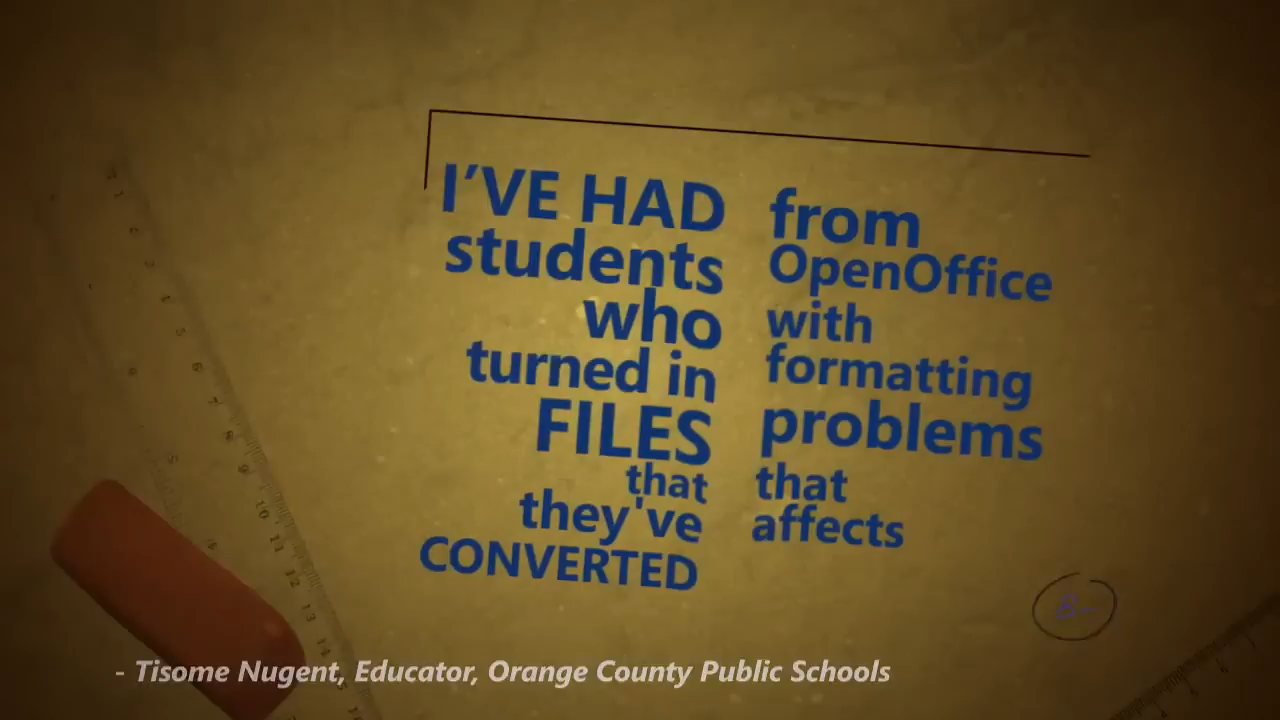 I'VE HAD
students
who
turned in
FILES
that
they've
CONVERTED
from
OpenOffice
with
formatting
problems
that
affects
B-
- Tisome Nugent, Educator, Orange County Public Schools